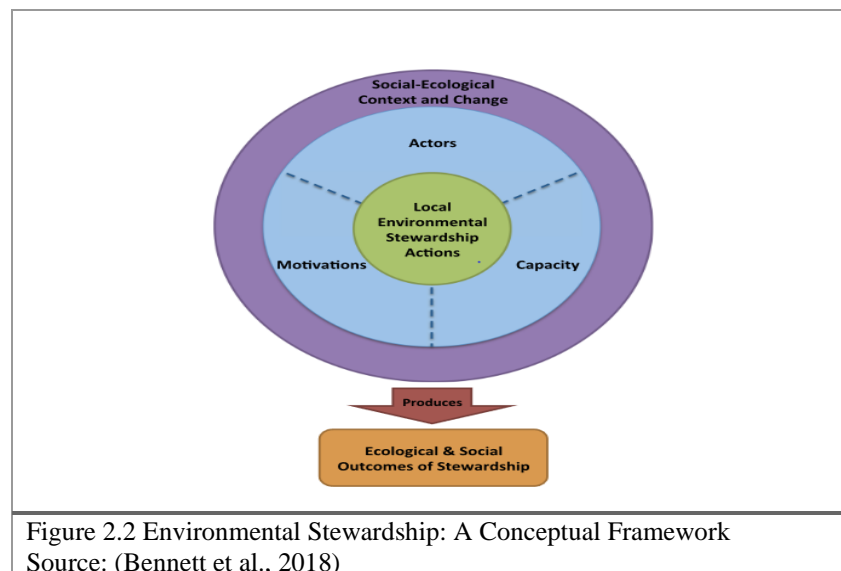 Social-Ecological
Context and Change
Actors
Local
Environmental
Stewardship
Actions
Motivations
Capacity
Produces
Ecological & Social
Outcomes of Stewardship
Figure 2.2 Environmental Stewardship: A Conceptual Framework
Source: (Bennett et al., 2018)